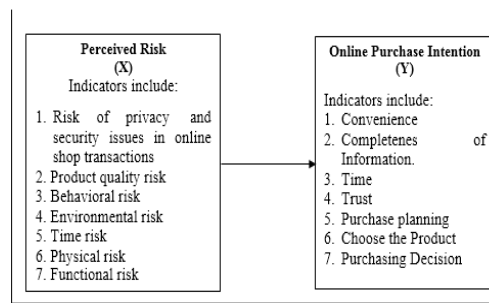 Perceived Risk
(X)
Indicators include:
1. Risk of privacy and
security issues in online
shop transactions
2. Product quality risk
3. Behavioral risk
4. Environmental risk
5. Time risk
6. Physical risk
7. Functional risk
Online Purchase Intention
(Y)
Indicators include:
1. Convenience
2. Completenes of
Information.
3. Time
4. Trust
5. Purchase planning
6. Choose the Product
7. Purchasing Decision